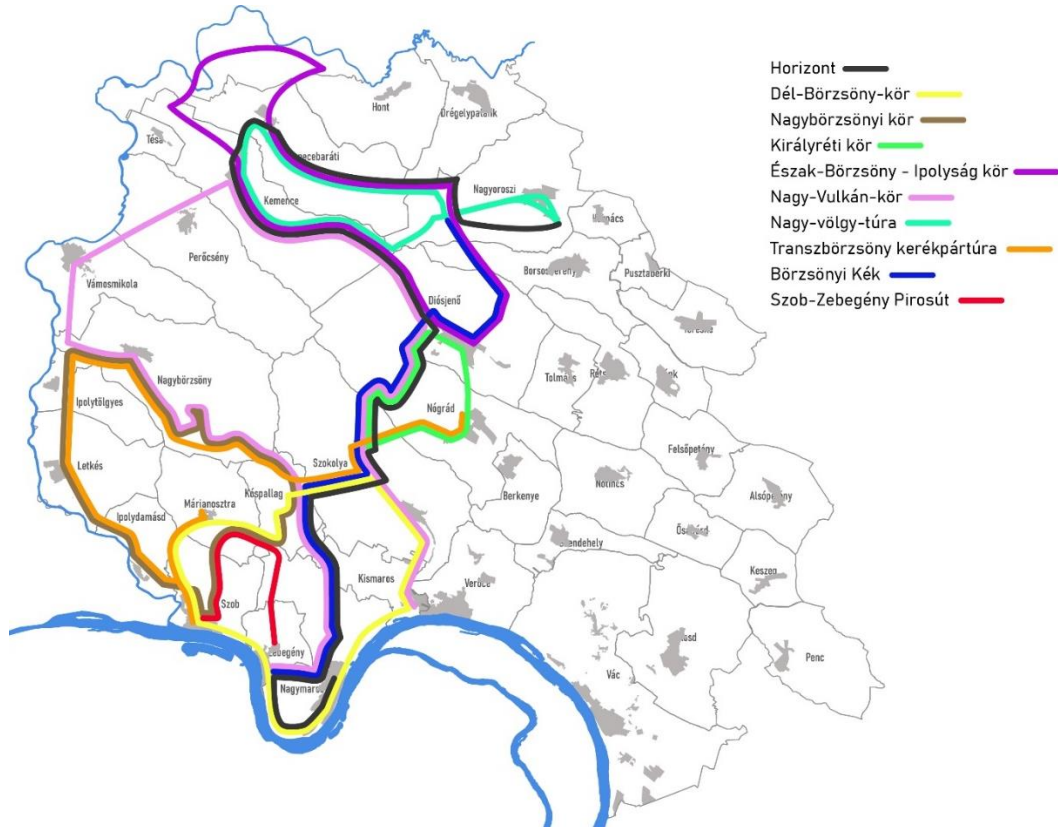 Horizont
Dél-Börzsöny-kör
Nagybörzsönyi kör
Királyréti kör
Észak-Börzsöny - Ipolyság kör
Nagy-Vulkán-kör
Nagy-völgy-túra
Transzbörzsöny kerékpártúra
Börzsönyi Kék
Szob-Zebegény Pirosút
Hont
Drégelypalánk
Tésa
Nagyoroszi
Kemence
Perőcsény
Borsosberény
Pusztaberki
Vámosmikola
Diósjenő
Nagybörzsöny
Tolmács
Ipolytölgyes
Nógrád
Szokolya
Felsőpetény
Letkés
Kóspallag
Berkenye
Nőtincs
Alsópetény
Márianosztra
Ipolydamásd
Kismaros
Keszeg
Szob
Verőce
Zebegény
Penc
Nagymaros
Vác